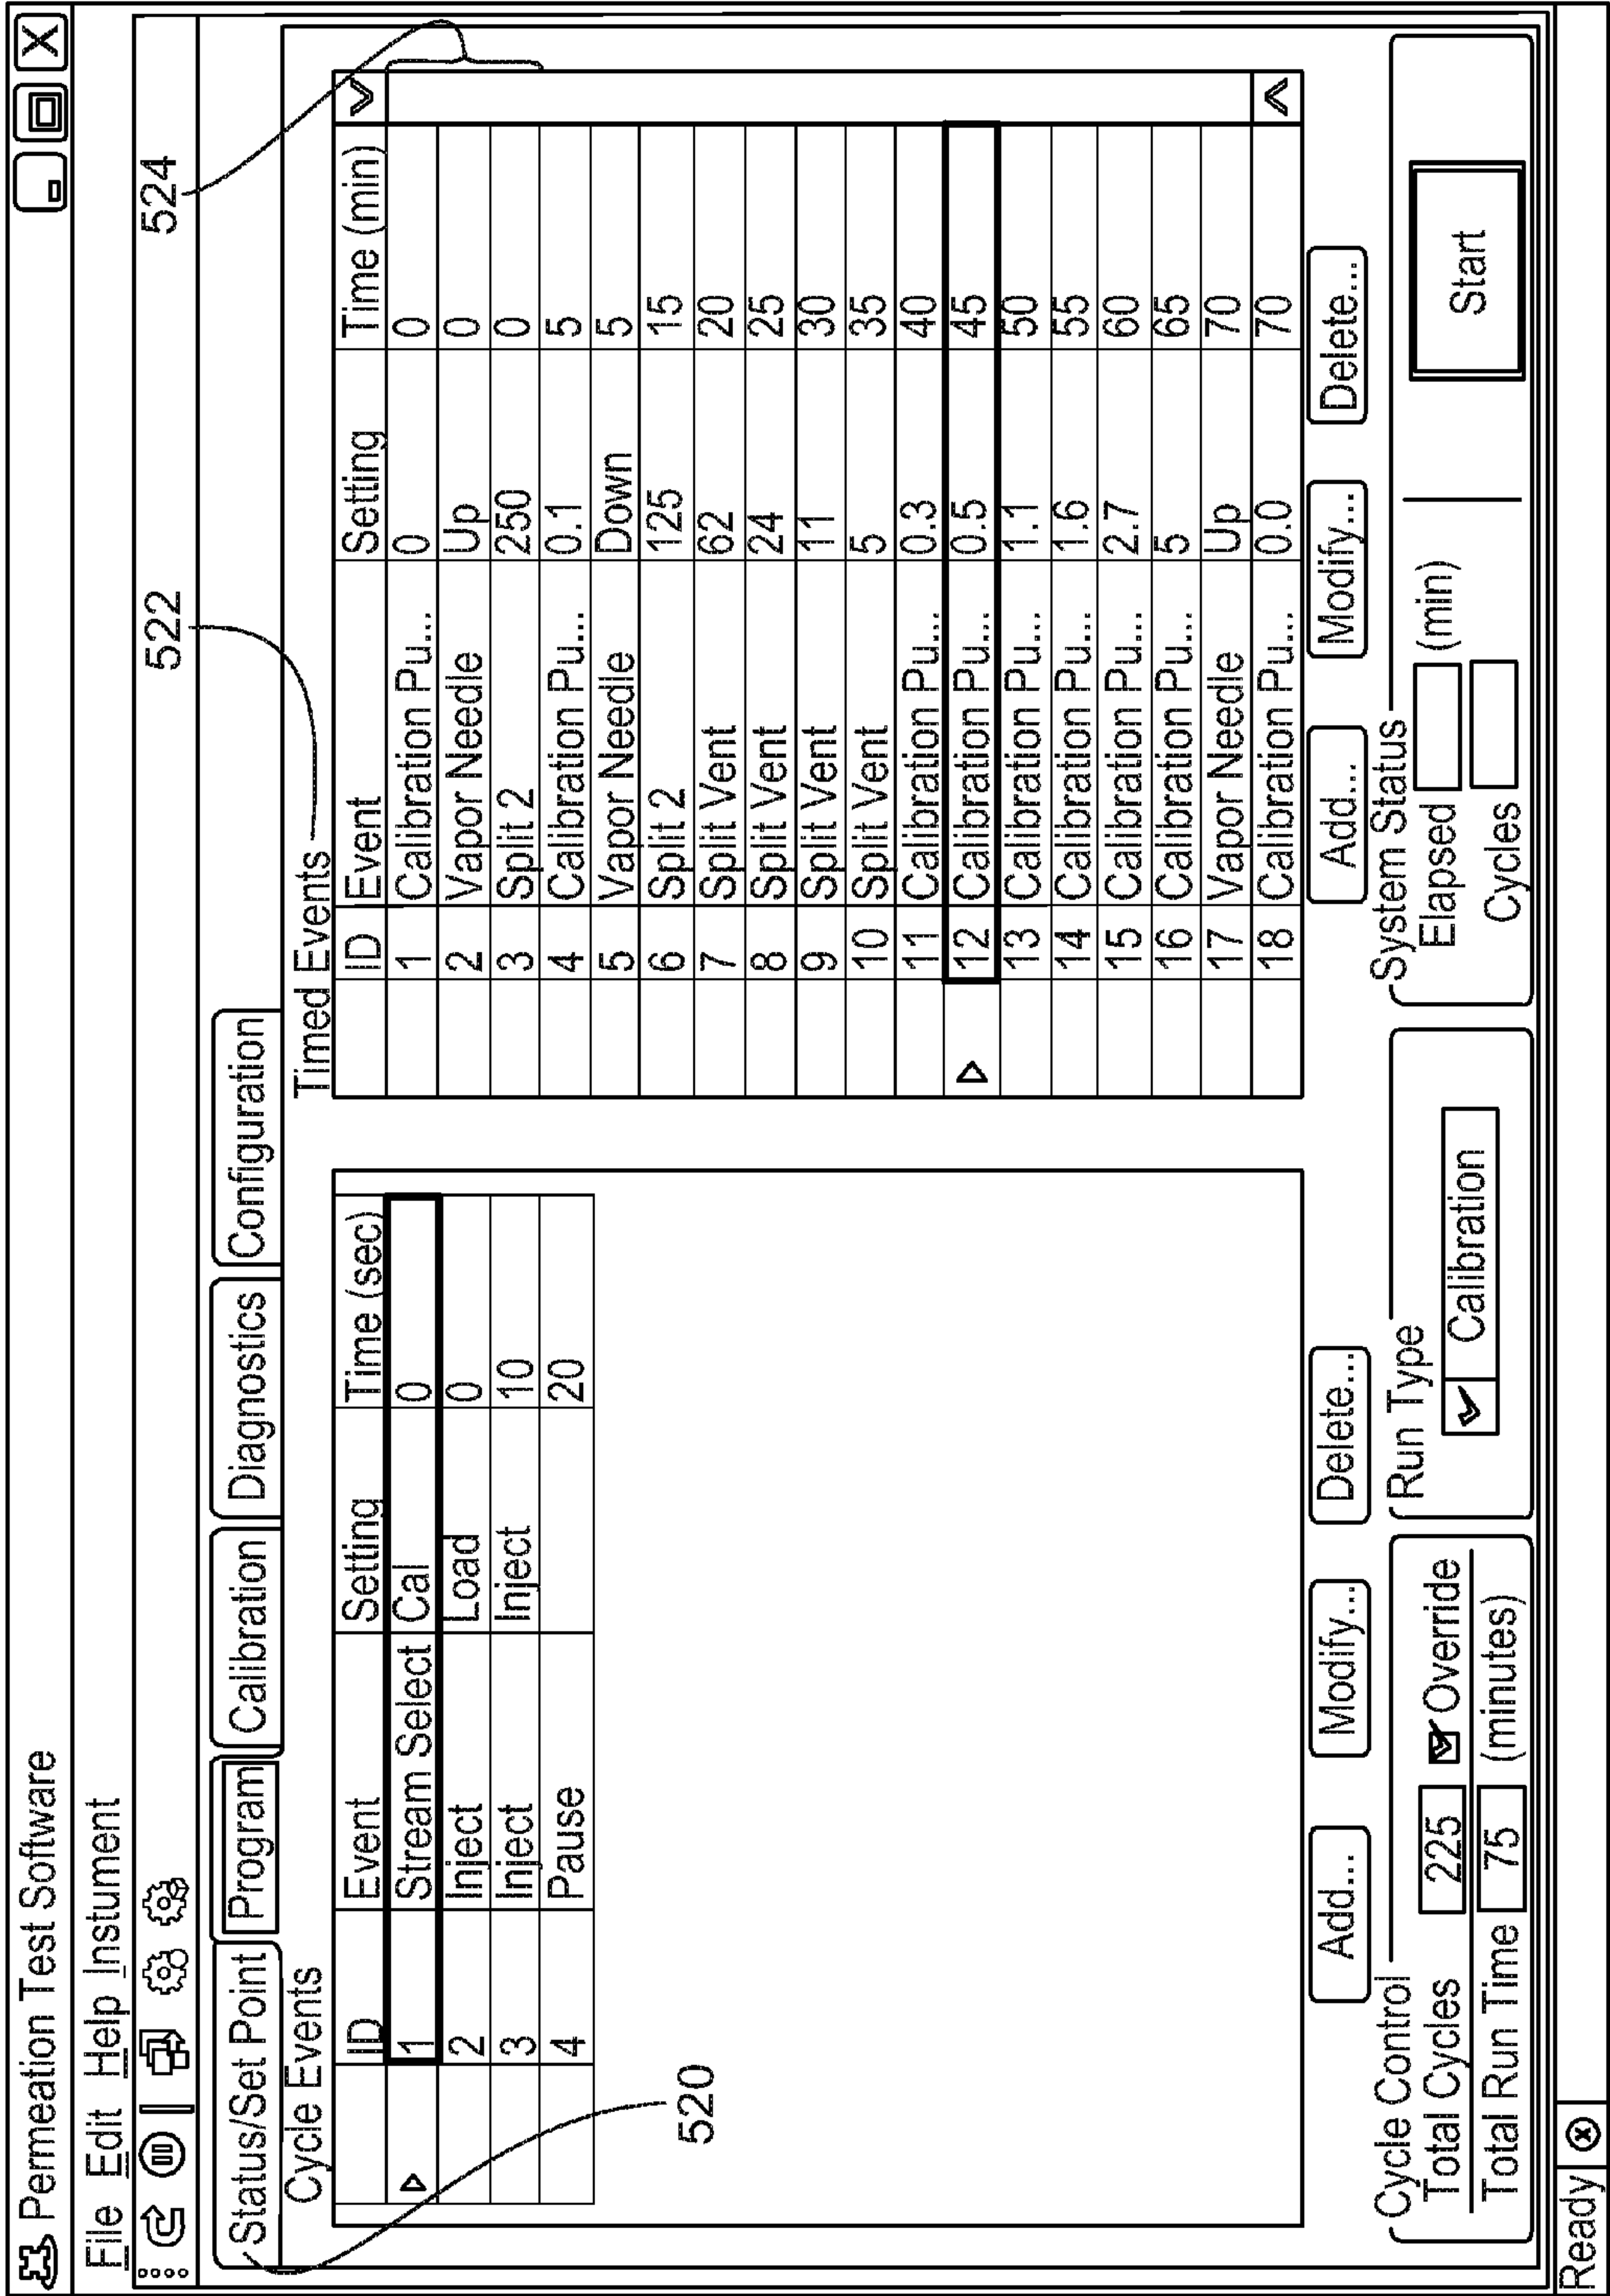 Permeation Test Software
File Edit Help Instument
524
522
Status/Set Point Program Calibration Diagnostics Configuration
Cycle Events
ID Event Setting Time (sec)
1 Stream Select Cal 0
2 Inject Load 0
3 Inject Inject 10
4 Pause 20
520
Add... Modify... Delete...
Timed Events
ID Event Setting Time (min)
1 Calibration Pu... 0 0
2 Vapor Needle Up 0
3 Split 2 250 0
4 Calibration Pu... 0.1 5
5 Vapor Needle Down 5
6 Split 2 125 15
7 Split Vent 62 20
8 Split Vent 24 25
9 Split Vent 11 30
10 Split Vent 5 35
11 Calibration Pu... 0.3 40
12 Calibration Pu... 0.5 45
13 Calibration Pu... 1.1 50
14 Calibration Pu... 1.6 55
15 Calibration Pu... 2.7 60
16 Calibration Pu... 5 65
17 Vapor Needle Up 70
18 Calibration Pu... 0.0 70
Add... Modify... Delete...
Cycle Control
Total Cycles 225 Override
Total Run Time 75 (minutes)
Run Type
Calibration
System Status
Elapsed (min)
Cycles
Start
Ready